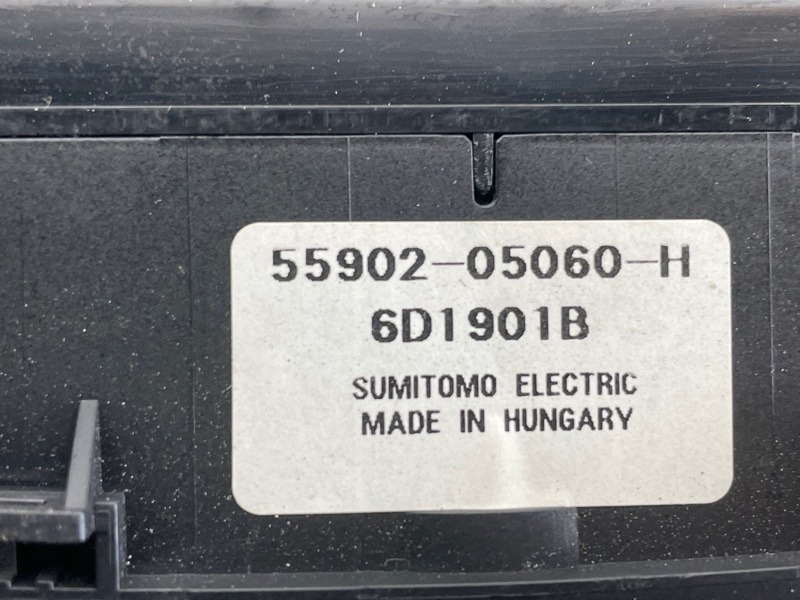 55902-05060-H
6D1901B
SUMITOMO ELECTRIC
MADE IN HUNGARY